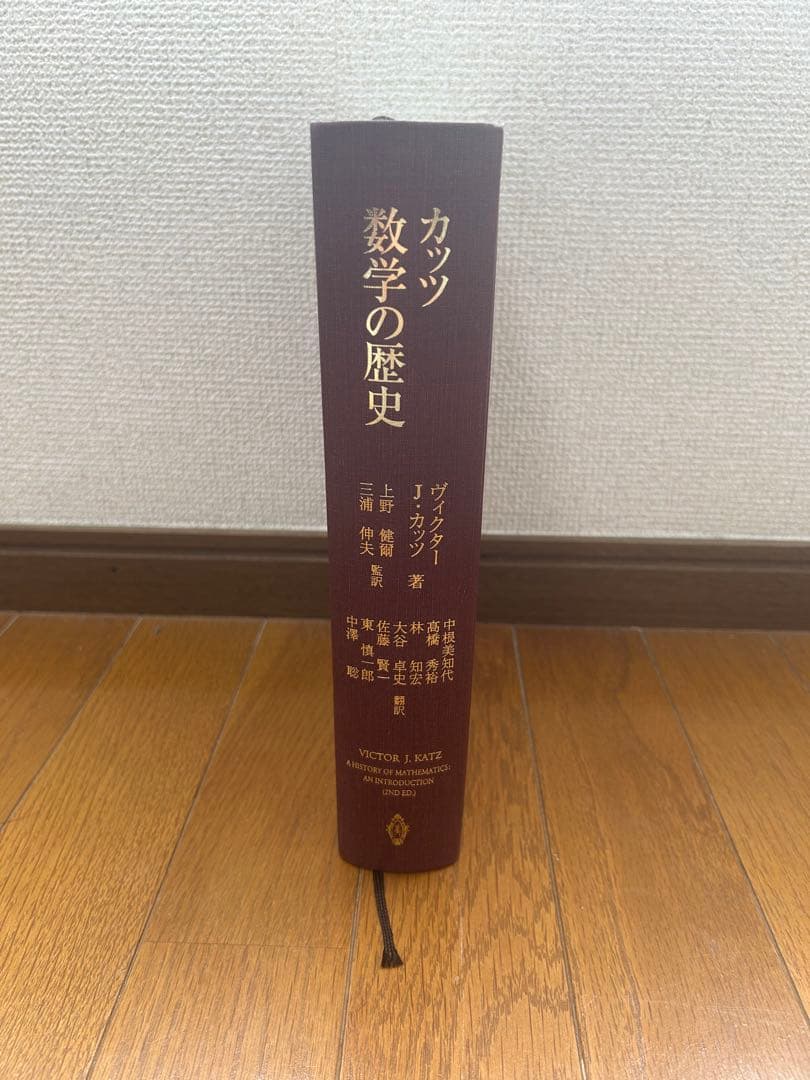 カッツ
数学の歴史
ヴィクター
J・カッツ 著
上野 健爾
三浦 伸夫 監訳
中根美知代
高橋 秀裕
林 知宏
大谷 卓史
佐藤 賢一
東 慎一郎
中澤 聡
翻訳
VICTOR J. KATZ
A HISTORY OF MATHEMATICS:
AN INTRODUCTION
(2ND ED.)